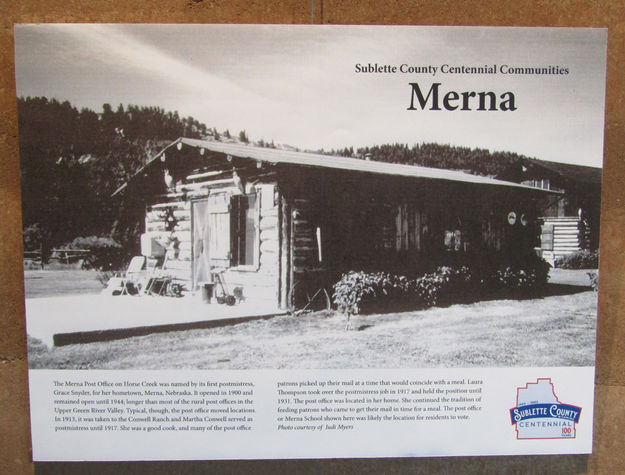 Sublette County Centennial Communities
Merna
The Merna Post Office on Horse Creek was named by its first postmistress,
Grace Snyder, for her hometown, Merna, Nebraska. It opened in 1900 and
remained open until 1944; longer than most of the rural post offices in the
Upper Green River Valley. Typical, though, the post office moved locations.
In 1913, it was taken to the Conwell Ranch and Martha Conwell served as
postmistress until 1917. She was a good cook, and many of the post office
patrons picked up their mail at a time that would coincide with a meal. Laura
Thompson took over the postmistress job in 1917 and held the position until
1931. The post office was located in her home. She continued the tradition of
feeding patrons who came to get their mail in time for a meal. The post office
or Merna School shown here was likely the location for residents to vote.
Photo courtesy of Judi Myers
SUBLETTE COUNTY
CENTENNIAL
100
YEARS